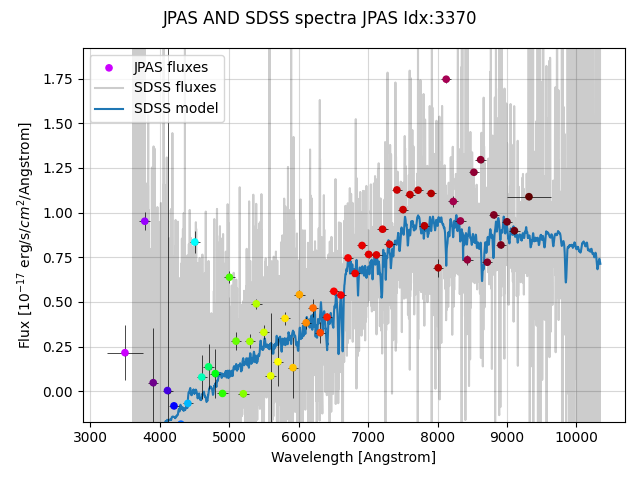 JPAS AND SDSS spectra JPAS Idx:3370
JPAS fluxes
SDSS fluxes
SDSS model
1.75
1.50
1.25
1.00
0.75
0.50
0.25
0.00
Flux [10⁻¹⁷ erg/s/cm²/Angstrom]
3000 4000 5000 6000 7000 8000 9000 10000
Wavelength [Angstrom]